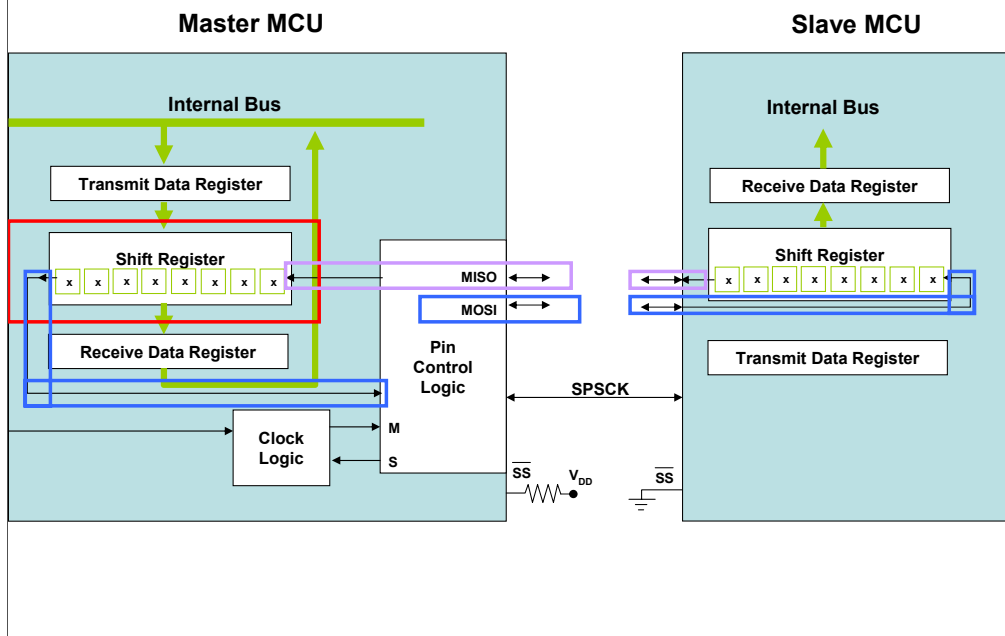 Master MCU
Slave MCU
Internal Bus
Internal Bus
Transmit Data Register
Receive Data Register
Shift Register
x x x x x x x x
MISO
MOSI
Shift Register
x x x x x x x x
Receive Data Register
Pin
Control
Logic
Transmit Data Register
SPSCK
Clock
Logic
M
S
SS
VDD
SS